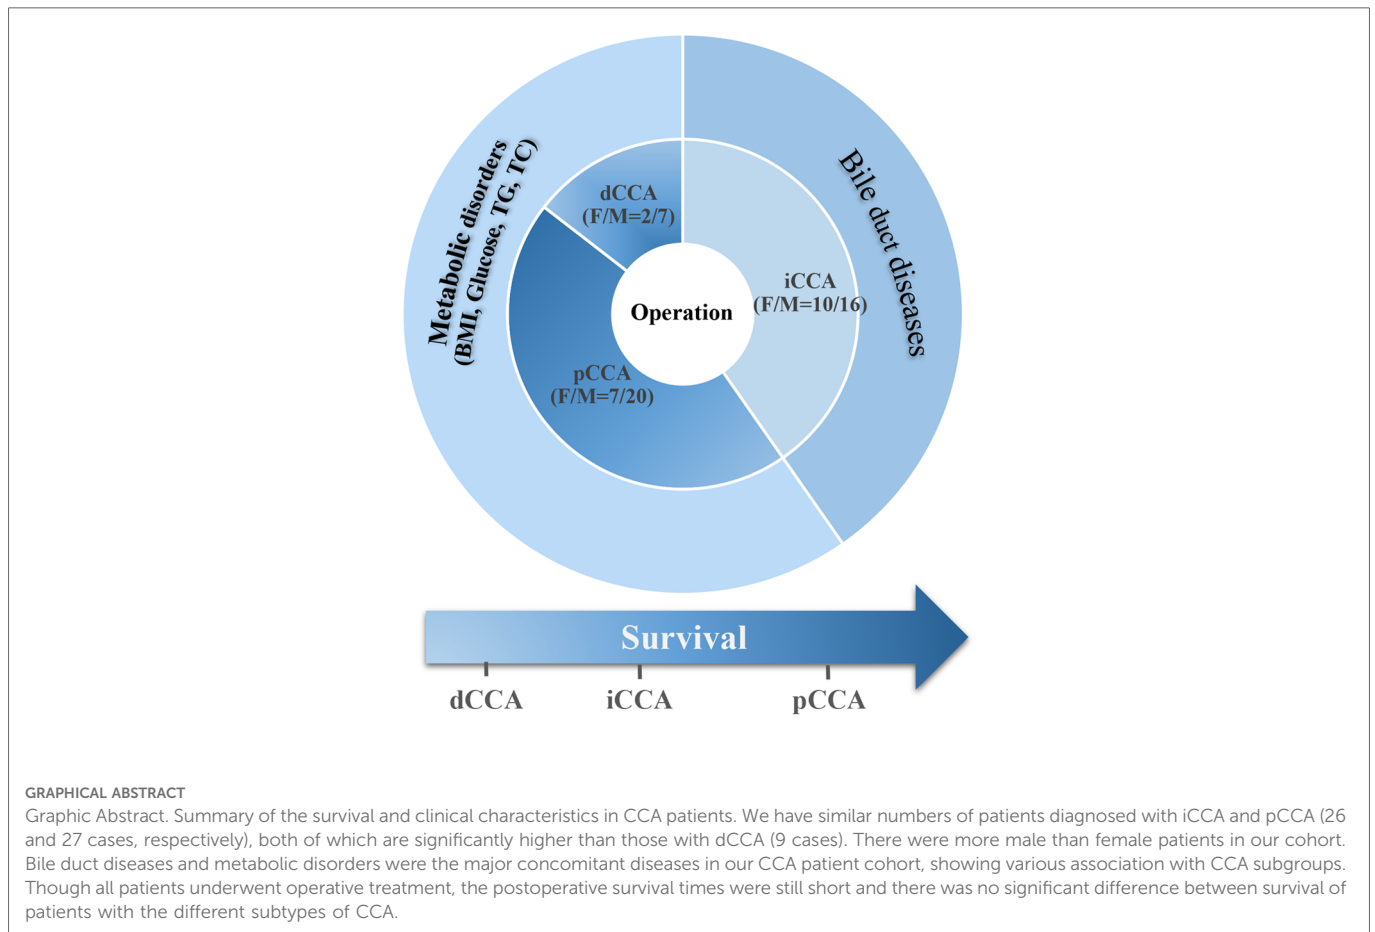 Metabolic disorders
(BMI, Glucose, TG, TC)
Bile duct diseases
dCCA
(F/M=2/7)
iCCA
(F/M=10/16)
Operation
pCCA
(F/M=7/20)
Survival
dCCA
iCCA
pCCA
GRAPHICAL ABSTRACT
Graphic Abstract. Summary of the survival and clinical characteristics in CCA patients. We have similar numbers of patients diagnosed with iCCA and pCCA (26
and 27 cases, respectively), both of which are significantly higher than those with dCCA (9 cases). There were more male than female patients in our cohort.
Bile duct diseases and metabolic disorders were the major concomitant diseases in our CCA patient cohort, showing various association with CCA subgroups.
Though all patients underwent operative treatment, the postoperative survival times were still short and there was no significant difference between survival of
patients with the different subtypes of CCA.